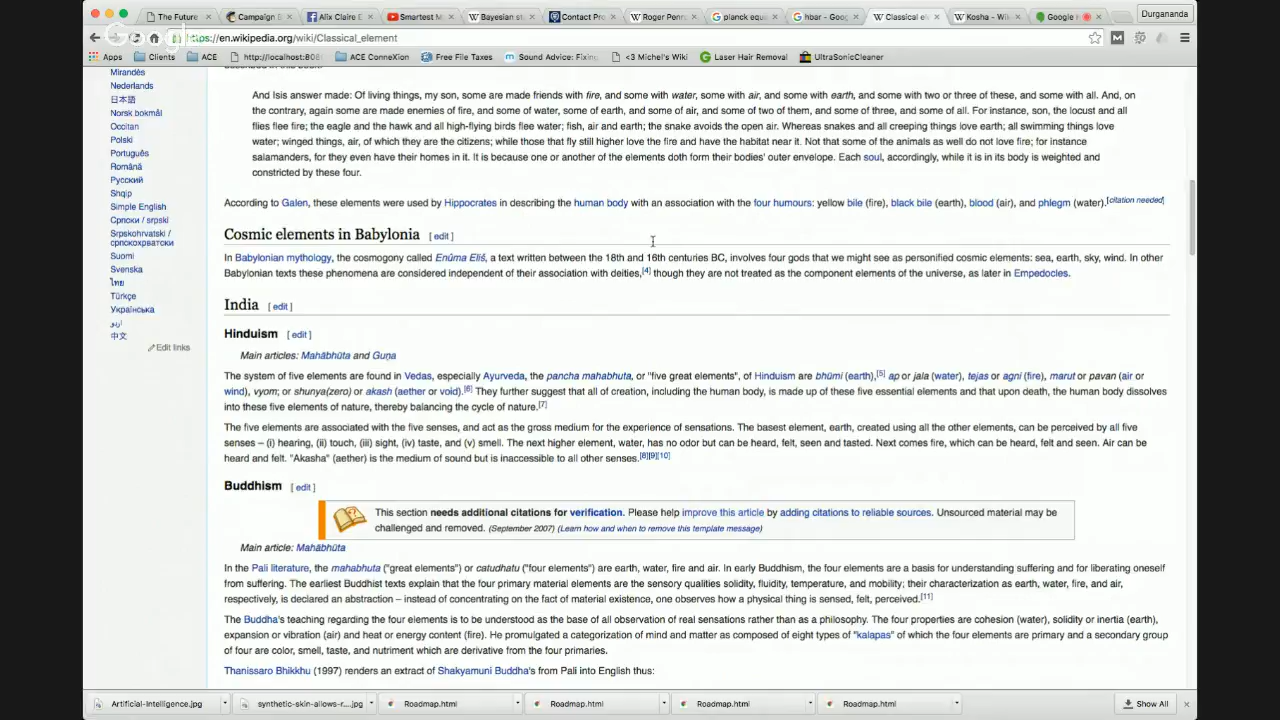 The Future
Campaign B
Alix Claire E
Smartest M
Bayesian st
Contact Pro
Roger Penr
planck equ
hbar - Goog
Classical el
Kosha - Wik
Google
Durgananda
https://en.wikipedia.org/wiki/Classical_element
Apps
Clients
ACE
http://localhost:808
ACE ConneXion
Free File Taxes
Sound Advice: Fixing
<3 Michel's Wiki
Laser Hair Removal
UltraSonicCleaner
Mirandés
Nederlands
日本語
Norsk bokmål
Occitan
Polski
Português
Română
Русский
Shqip
Simple English
Српски / srpski
Srpskohrvatski /
српскохрватски
Suomi
Svenska
ไทย
Türkçe
Українська
اردو
中文
Edit links
And Isis answer made: Of living things, my son, some are made friends with fire, and some with water, some with air, and some with earth, and some with two or three of these, and some with all. And, on
the contrary, again some are made enemies of fire, and some of water, some of earth, and some of air, and some of two of them, and some of three, and some of all. For instance, son, the locust and all
flies flee fire; the eagle and the hawk and all high-flying birds flee water; fish, air and earth; the snake avoids the open air. Whereas snakes and all creeping things love earth; all swimming things love
water; winged things, air, of which they are the citizens; while those that fly still higher love the fire and have the habitat near it. Not that some of the animals as well do not love fire; for instance
salamanders, for they even have their homes in it. It is because one or another of the elements doth form their bodies' outer envelope. Each soul, accordingly, while it is in its body is weighted and
constricted by these four.
According to Galen, these elements were used by Hippocrates in describing the human body with an association with the four humours: yellow bile (fire), black bile (earth), blood (air), and phlegm (water).[citation needed]
Cosmic elements in Babylonia [ edit ]
In Babylonian mythology, the cosmogony called Enûma Eliš, a text written between the 18th and 16th centuries BC, involves four gods that we might see as personified cosmic elements: sea, earth, sky, wind. In other
Babylonian texts these phenomena are considered independent of their association with deities,[4] though they are not treated as the component elements of the universe, as later in Empedocles.
India [ edit ]
Hinduism [ edit ]
Main articles: Mahābhūta and Guṇa
The system of five elements are found in Vedas, especially Ayurveda, the pancha mahabhuta, or "five great elements", of Hinduism are bhūmi (earth),[5] ap or jala (water), tejas or agni (fire), marut or pavan (air or
wind), vyom; or shunya(zero) or akash (aether or void).[6] They further suggest that all of creation, including the human body, is made up of these five essential elements and that upon death, the human body dissolves
into these five elements of nature, thereby balancing the cycle of nature.[7]
The five elements are associated with the five senses, and act as the gross medium for the experience of sensations. The basest element, earth, created using all the other elements, can be perceived by all five
senses – (i) hearing, (ii) touch, (iii) sight, (iv) taste, and (v) smell. The next higher element, water, has no odor but can be heard, felt, seen and tasted. Next comes fire, which can be heard, felt and seen. Air can be
heard and felt. "Akasha" (aether) is the medium of sound but is inaccessible to all other senses.[8][9][10]
Buddhism [ edit ]
This section needs additional citations for verification. Please help improve this article by adding citations to reliable sources. Unsourced material may be
challenged and removed. (September 2007) (Learn how and when to remove this template message)
Main article: Mahābhūta
In the Pali literature, the mahabhuta ("great elements") or catudhatu ("four elements") are earth, water, fire and air. In early Buddhism, the four elements are a basis for understanding suffering and for liberating oneself
from suffering. The earliest Buddhist texts explain that the four primary material elements are the sensory qualities solidity, fluidity, temperature, and mobility; their characterization as earth, water, fire, and air,
respectively, is declared an abstraction – instead of concentrating on the fact of material existence, one observes how a physical thing is sensed, felt, perceived.[11]
The Buddha's teaching regarding the four elements is to be understood as the base of all observation of real sensations rather than as a philosophy. The four properties are cohesion (water), solidity or inertia (earth),
expansion or vibration (air) and heat or energy content (fire). He promulgated a categorization of mind and matter as composed of eight types of "kalapas" of which the four elements are primary and a secondary group
of four are color, smell, taste, and nutriment which are derivative from the four primaries.
Thanissaro Bhikkhu (1997) renders an extract of Shakyamuni Buddha's from Pali into English thus:
Artificial-Intelligence.jpg
synthetic-skin-allows-r....jpg
Roadmap.html
Roadmap.html
Roadmap.html
Roadmap.html
Show All